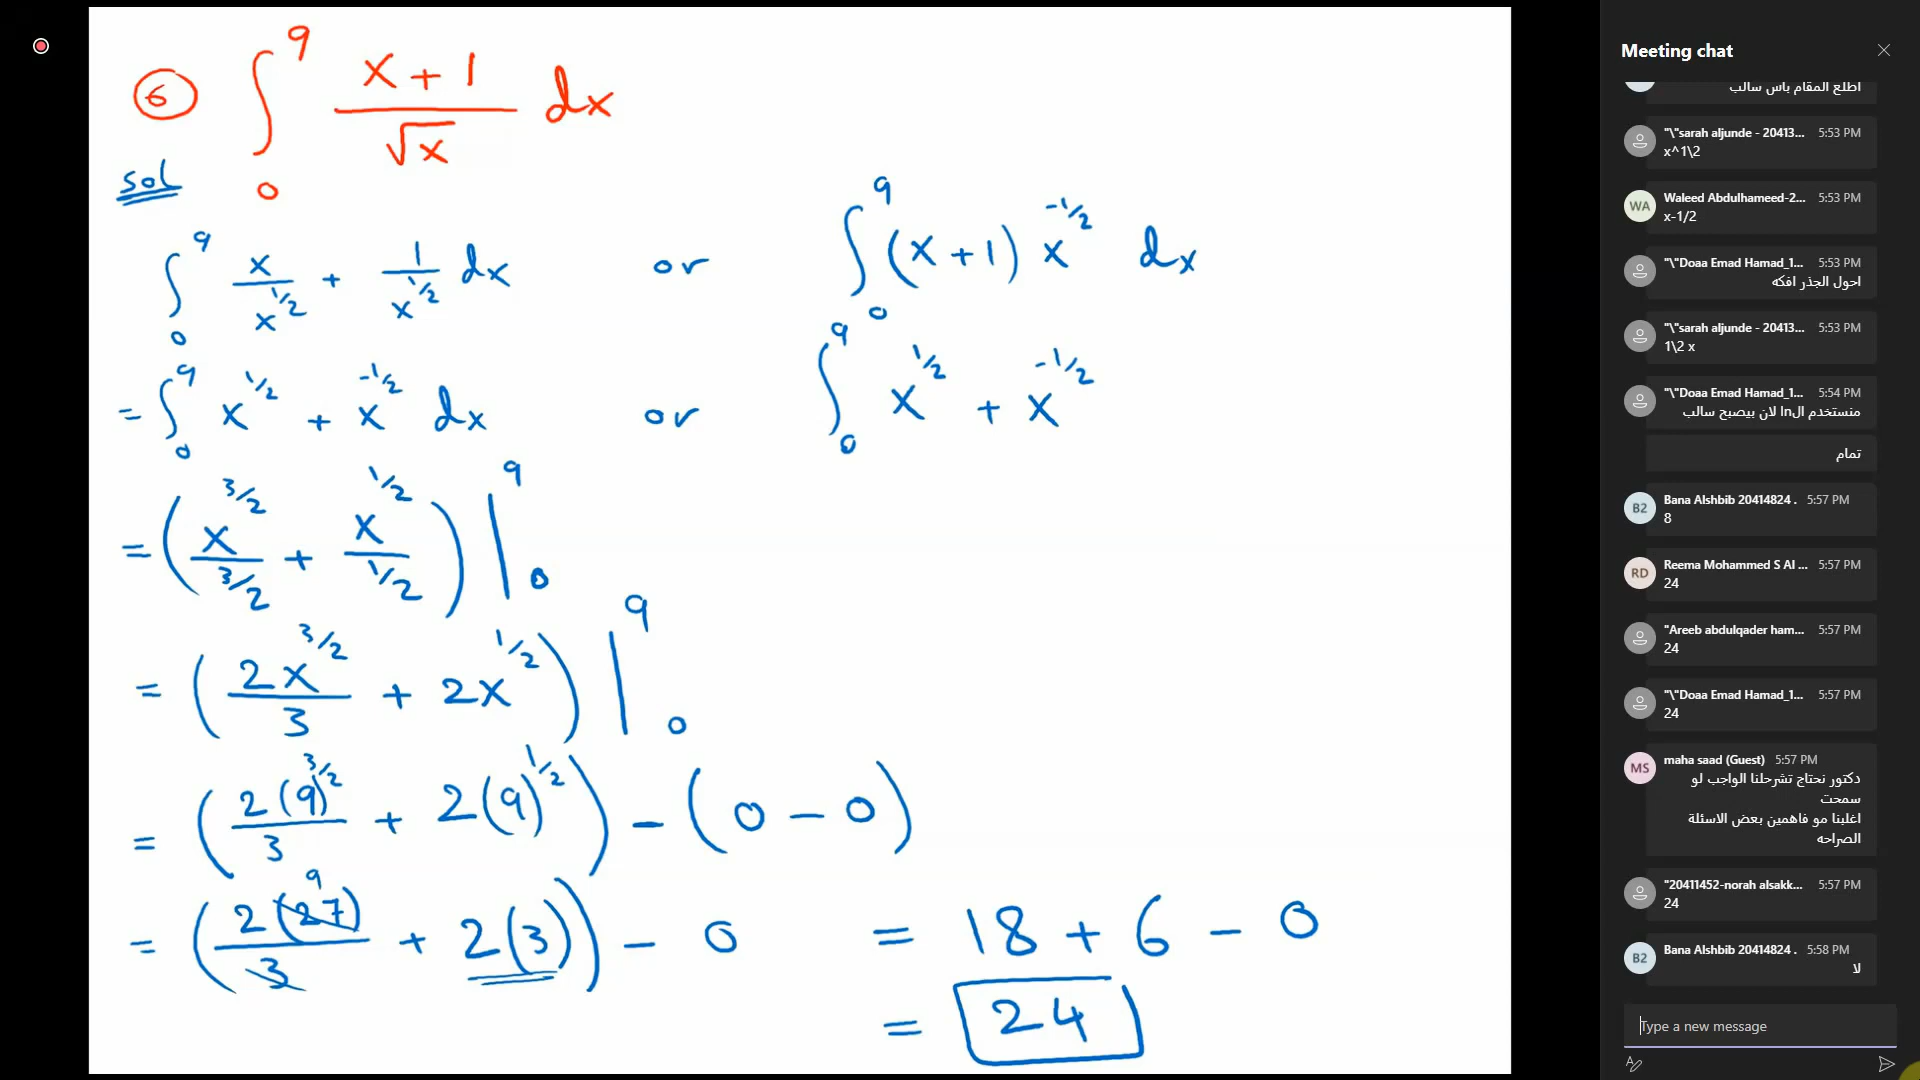 ⑥ ∫₀⁹ (x + 1)/√x dx
sol
∫₀⁹ x/x^(1/2) + 1/x^(1/2) dx or ∫₀⁹ (x + 1) x^(-1/2) dx
= ∫₀⁹ x^(1/2) + x^(-1/2) dx or ∫₀⁹ x^(1/2) + x^(-1/2)
= (x^(3/2)/(3/2) + x^(1/2)/(1/2)) |₀⁹
= (2x^(3/2)/3 + 2x^(1/2)) |₀⁹
= (2(9)^(3/2)/3 + 2(9)^(1/2)) - (0 - 0)
= (2(27)/3 + 2(3)) - 0 = 18 + 6 - 0
9
= 24
Meeting chat
اطلع المقام باس سالب
"\"sarah aljunde - 20413... 5:53 PM
x^1\2
WA Waleed Abdulhameed-2... 5:53 PM
x-1/2
"\"Doaa Emad Hamad_1... 5:53 PM
احول الجذر افكه
"\"sarah aljunde - 20413... 5:53 PM
1\2 x
"\"Doaa Emad Hamad_1... 5:54 PM
منستخدم الln لان بيصبح سالب
تمام
B2 Bana Alshbib 20414824 . 5:57 PM
8
RD Reema Mohammed S Al ... 5:57 PM
24
"Areeb abdulqader ham... 5:57 PM
24
"\"Doaa Emad Hamad_1... 5:57 PM
24
MS maha saad (Guest) 5:57 PM
دكتور نحتاج تشرحلنا الواجب لو
سمحت
اغلبنا مو فاهمين بعض الاسئلة
الصراحه
"20411452-norah alsakk... 5:57 PM
24
B2 Bana Alshbib 20414824 . 5:58 PM
لا
Type a new message